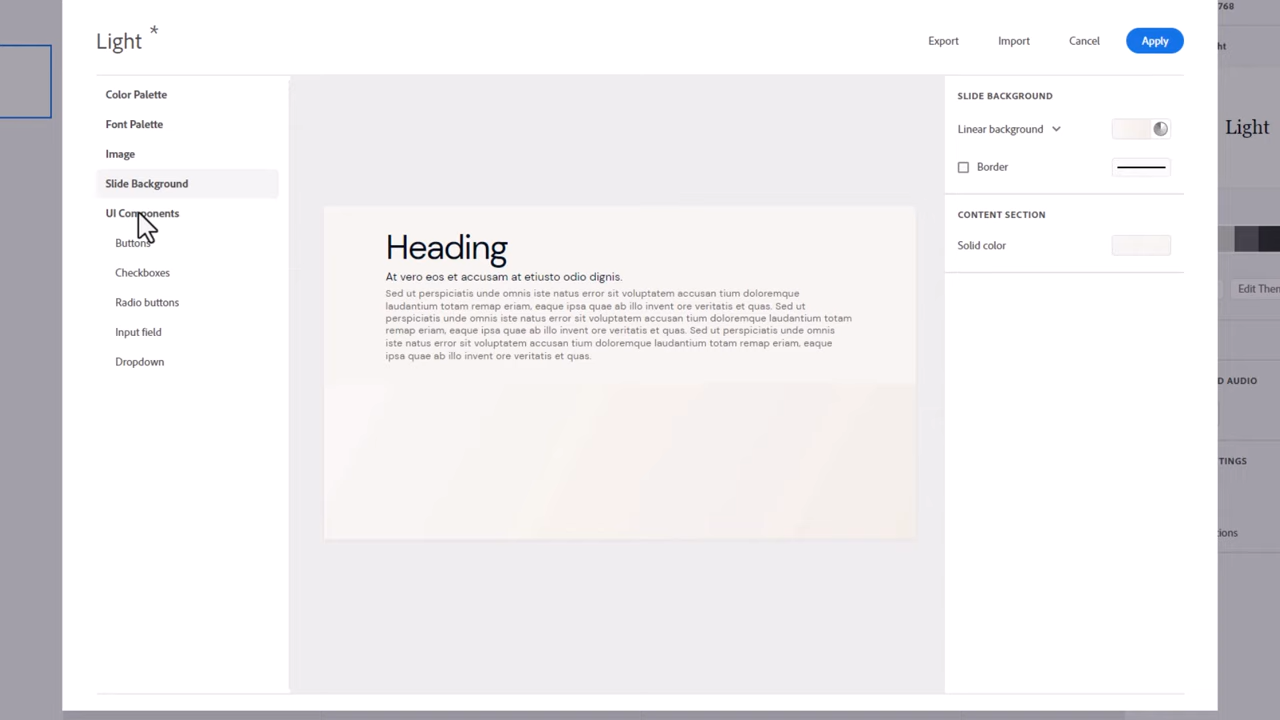 Light *
Export
Import
Cancel
Apply
Color Palette
Font Palette
Image
Slide Background
UI Components
Buttons
Checkboxes
Radio buttons
Input field
Dropdown
Heading
At vero eos et accusam at etiusto odio dignis.
Sed ut perspiciatis unde omnis iste natus error sit voluptatem accusan tium doloremque
laudantium totam remap eriam, eaque ipsa quae ab illo invent ore veritatis et quas. Sed ut
perspiciatis unde omnis iste natus error sit voluptatem accusan tium doloremque laudantium totam
remap eriam, eaque ipsa quae ab illo invent ore veritatis et quas. Sed ut perspiciatis unde omnis
iste natus error sit voluptatem accusan tium doloremque laudantium totam remap eriam, eaque
ipsa quae ab illo invent ore veritatis et quas.
SLIDE BACKGROUND
Linear background
Border
CONTENT SECTION
Solid color
768
ht
Light
Edit Then
D AUDIO
TINGS
tions